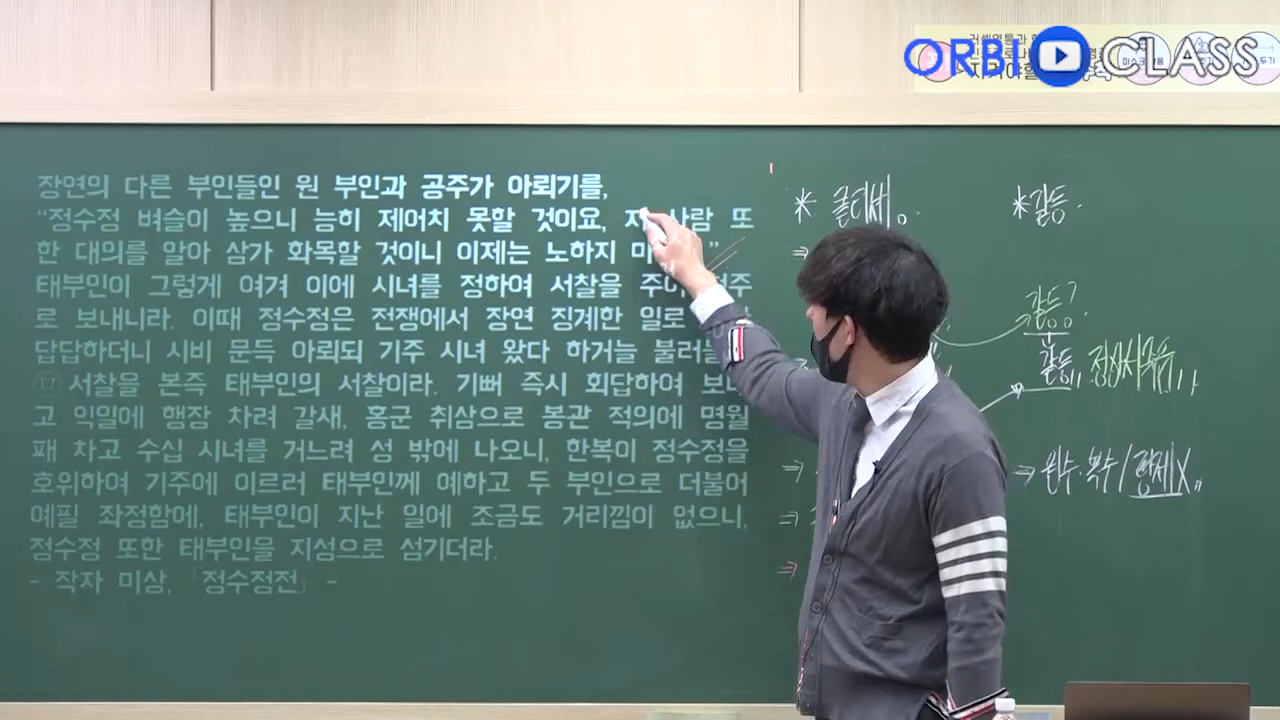 ORBI CLASS
장연의 다른 부인들인 원 부인과 공주가 아뢰기를,
“정수정 벼슬이 높으니 능히 제어치 못할 것이요, 사람 또
한 대의를 알아 삼가 화목할 것이니 이제는 노하지
태부인이 그렇게 여겨 이에 시녀를 정하여 서찰을
로 보내니라. 이때 정수정은 전쟁에서 장연 징계한 일로
답답하더니 시비 문득 아뢰되 기주 시녀 왔다 하거늘
⑰ 서찰을 본즉 태부인의 서찰이라. 기뻐 즉시 회답하여
고 익일에 행장 차려 갈새, 홍군 취삼으로 봉관 적의에 명월
패 차고 수십 시녀를 거느려 성 밖에 나오니, 한복이 정수정을
호위하여 기주에 이르러 태부인께 예하고 두 부인으로 더불어
예필 좌정함에, 태부인이 지난 일에 조금도 거리낌이 없으니,
정수정 또한 태부인을 지성으로 섬기더라.
- 작자 미상, 「정수정전」 -
*갈등.
갈등?
갈등
⇒ 원수·복수/